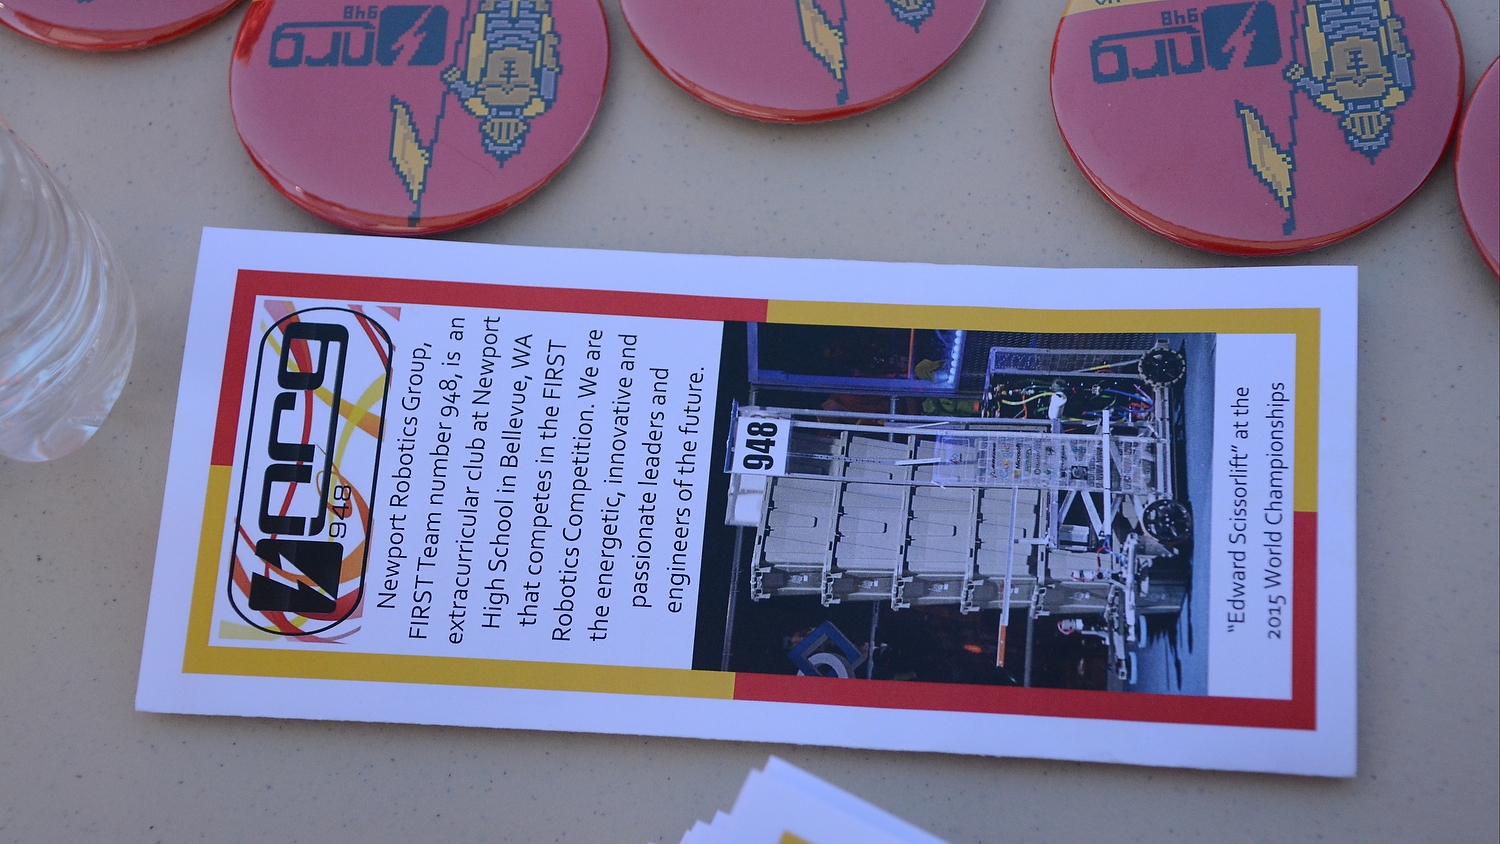 nrg
948
nrg
948
nrg
948
Newport Robotics Group,
FIRST Team number 948, is an
extracurricular club at Newport
High School in Bellevue, WA
that competes in the FIRST
Robotics Competition. We are
the energetic, innovative and
passionate leaders and
engineers of the future.
948
"Edward Scissorlift" at the
2015 World Championships